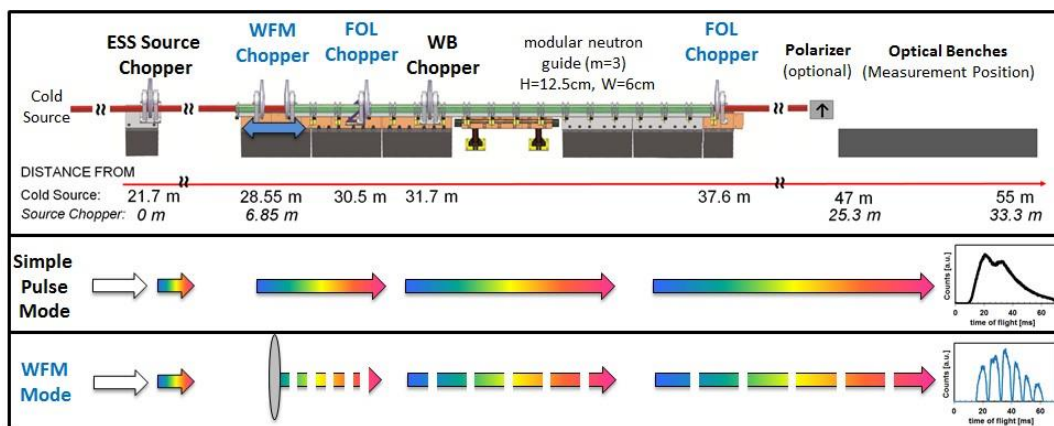 ESS Source
Chopper
WFM
Chopper
FOL
Chopper
WB
Chopper
modular neutron
guide (m=3)
H=12.5cm, W=6cm
FOL
Chopper
Polarizer
(optional)
Optical Benches
(Measurement Position)
Cold
Source
DISTANCE FROM
Cold Source: 21.7 m 28.55 m 30.5 m 31.7 m 37.6 m 47 m 55 m
Source Chopper: 0 m 6.85 m 25.3 m 33.3 m
Simple
Pulse
Mode
Counts [a.u.]
0 20 40 60
time of flight [ms]
WFM
Mode
Counts [a.u.]
0 20 40 60
time of flight [ms]